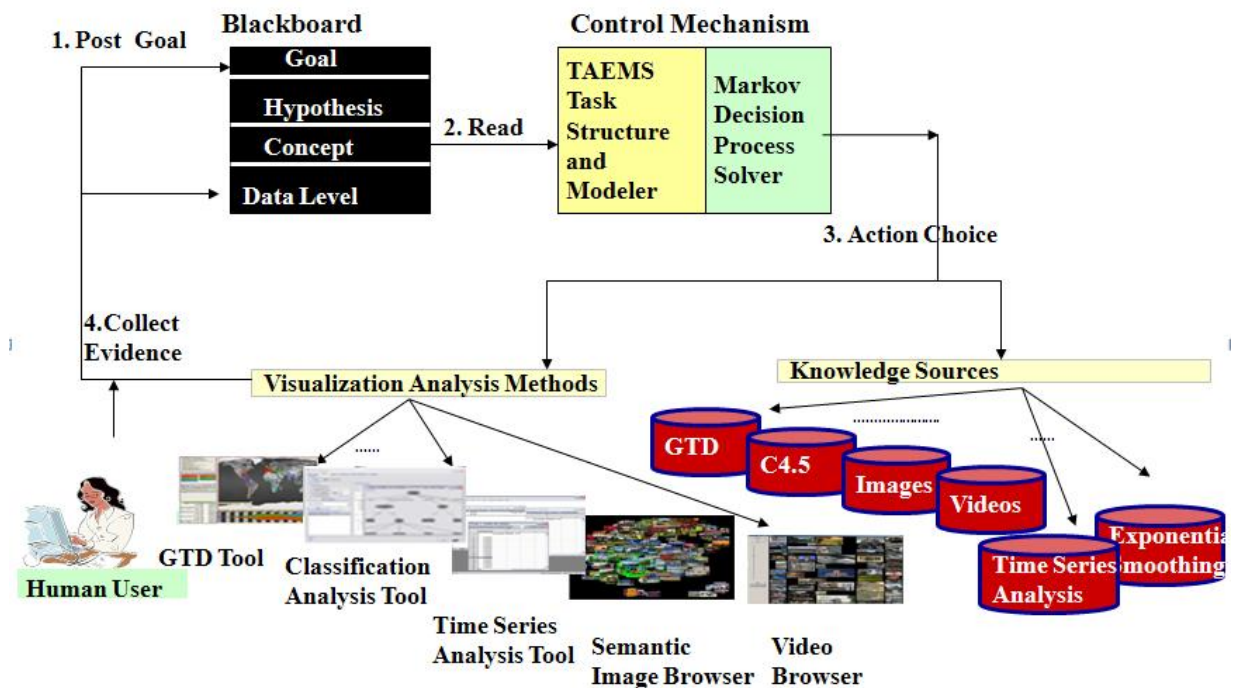 Blackboard
Control Mechanism
1. Post Goal
Goal
Hypothesis
Concept
Data Level
2. Read
TAEMS
Task
Structure
and
Modeler
Markov
Decision
Process
Solver
3. Action Choice
4.Collect
Evidence
Visualization Analysis Methods
Knowledge Sources
GTD
C4.5
Images
Videos
Time Series
Analysis
Exponentia
Smoothing
Human User
GTD Tool
Classification
Analysis Tool
Time Series
Analysis Tool
Semantic
Image Browser
Video
Browser